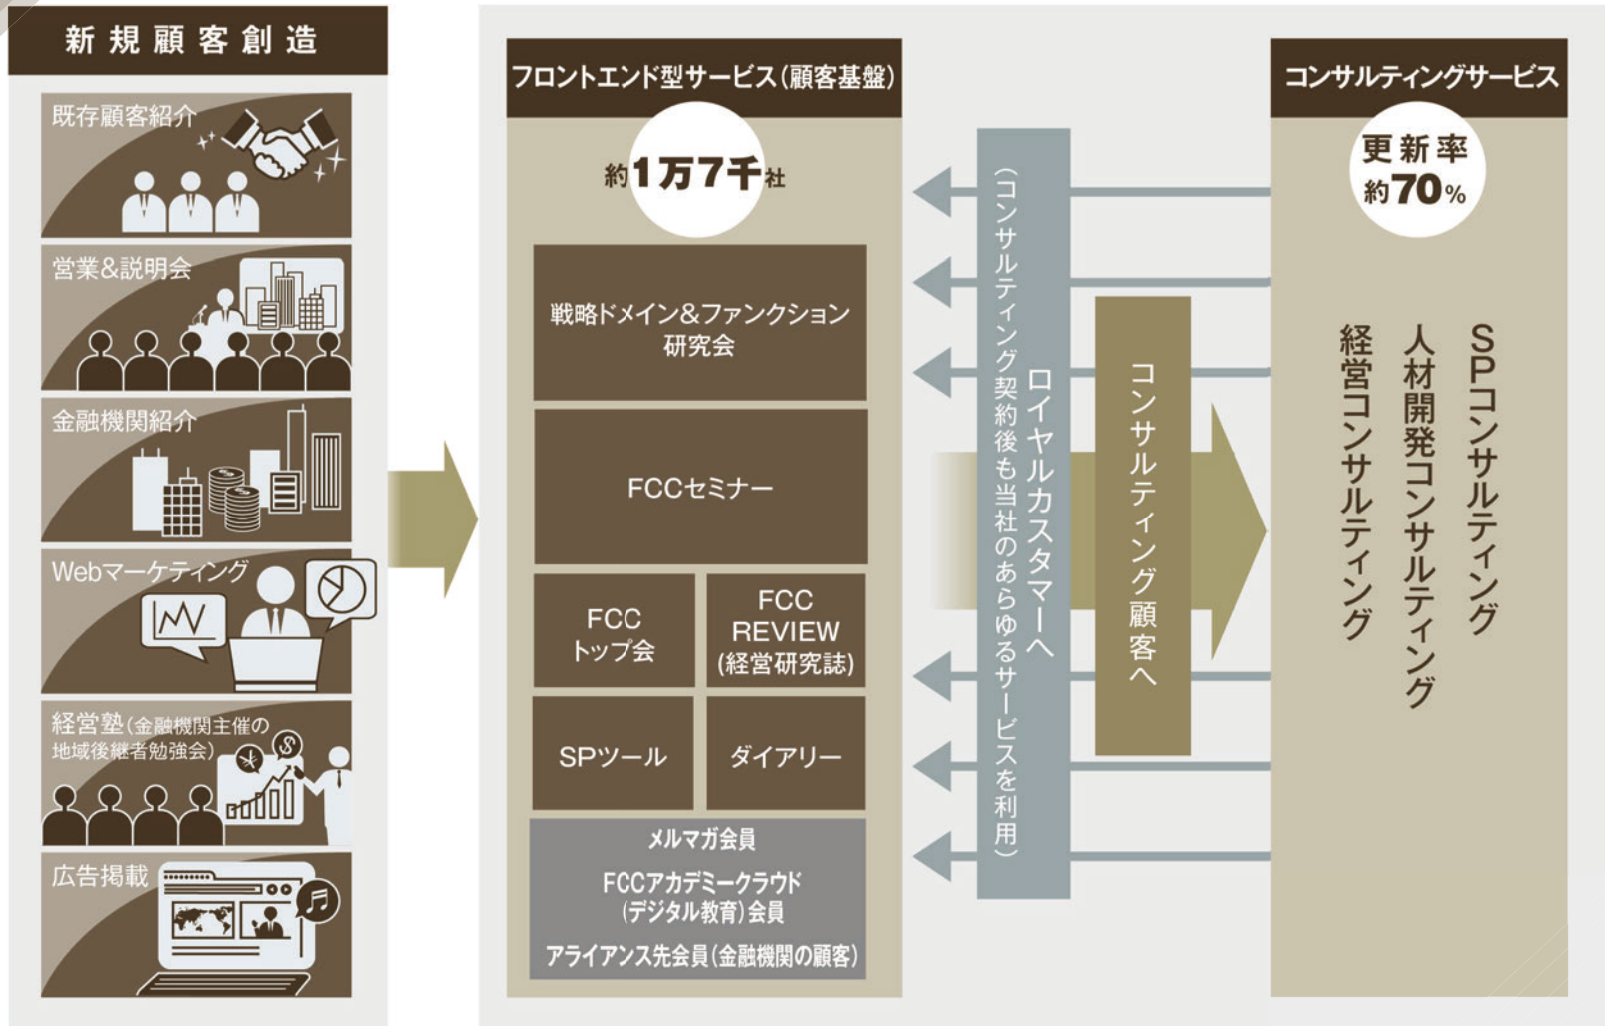 新規顧客創造
既存顧客紹介
営業&説明会
金融機関紹介
Webマーケティング
経営塾(金融機関主催の
地域後継者勉強会)
広告掲載
フロントエンド型サービス(顧客基盤)
約1万7千社
戦略ドメイン&ファンクション
研究会
FCCセミナー
FCC
トップ会
FCC
REVIEW
(経営研究誌)
SPツール
ダイアリー
メルマガ会員
FCCアカデミークラウド
(デジタル教育)会員
アライアンス先会員(金融機関の顧客)
ロイヤルカスタマーへ
(コンサルティング契約後も当社のあらゆるサービスを利用)
コンサルティング顧客へ
コンサルティングサービス
更新率
約70%
SPコンサルティング
人材開発コンサルティング
経営コンサルティング